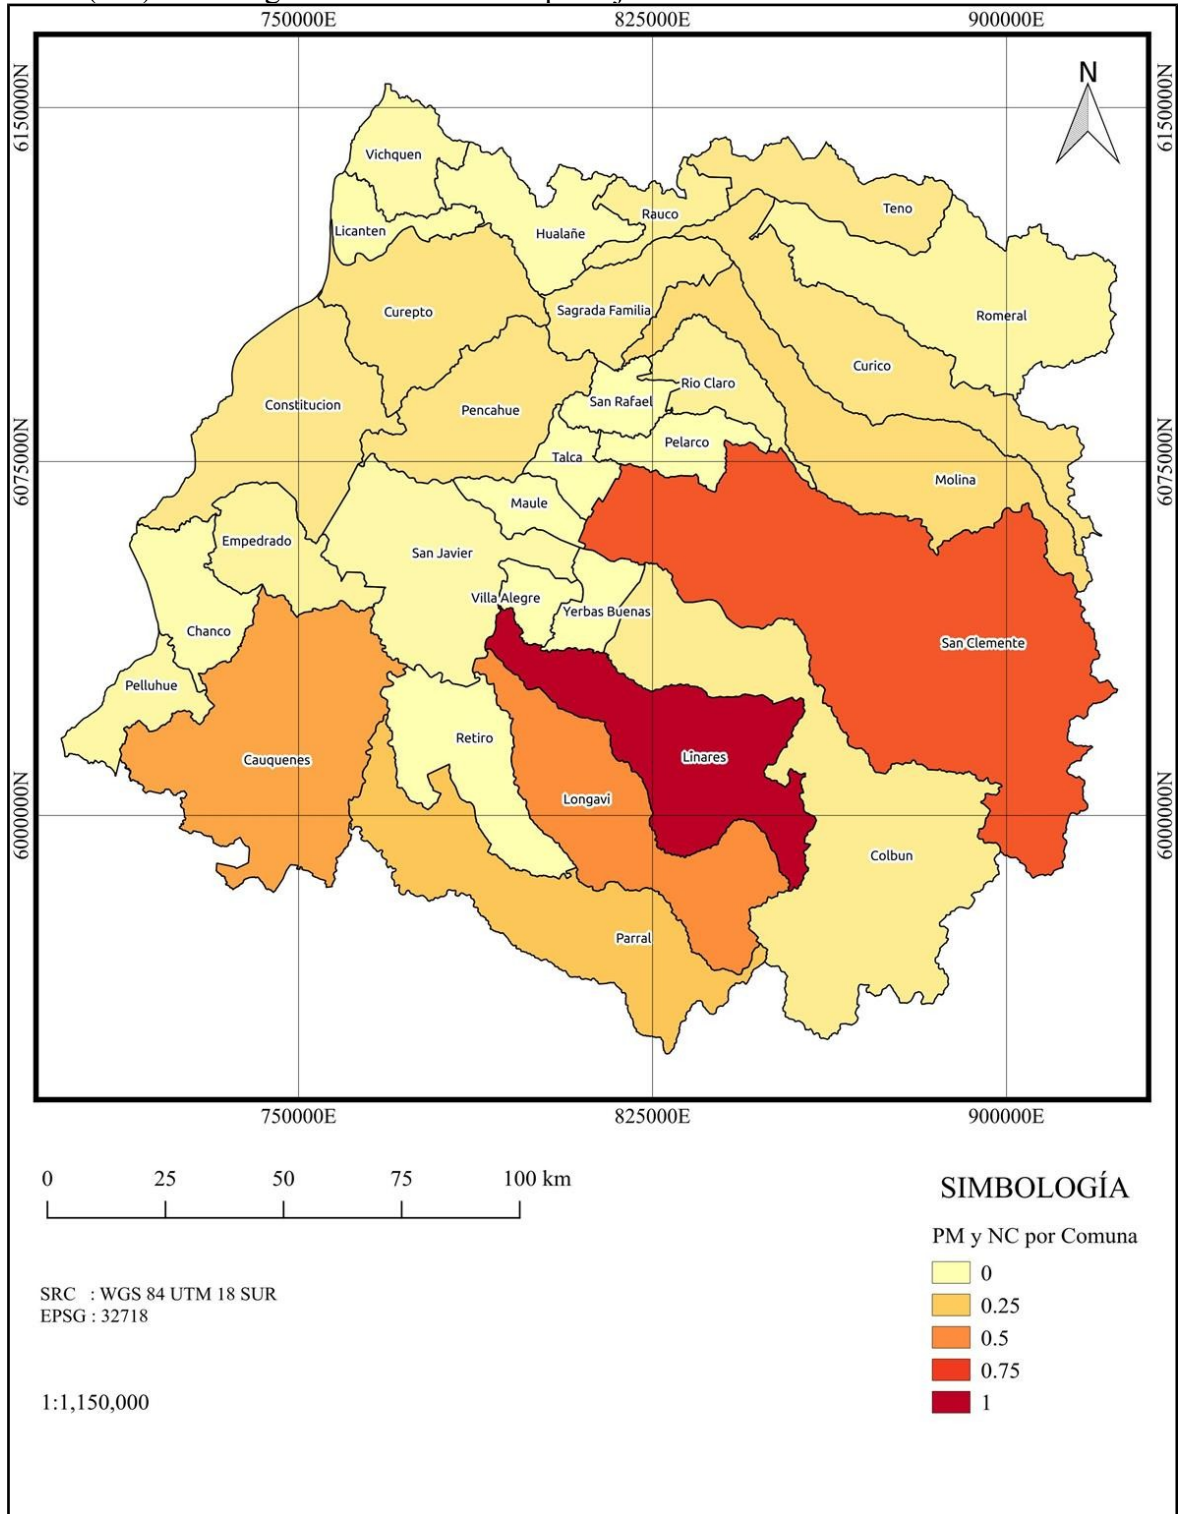 750000E 825000E 900000E
6150000N
6150000N
N
Vichquen
Licanten
Hualañe
Rauco
Teno
Curepto
Sagrada Familia
Romeral
Constitucion
Pencahue
San Rafael
Rio Claro
Curico
Talca
Pelarco
6075000N
6075000N
Molina
Maule
Empedrado
San Javier
Villa Alegre
Yerbas Buenas
Chanco
San Clemente
Pelluhue
Retiro
Cauquenes
Linares
Longavi
6000000N
6000000N
Colbun
Parral
750000E 825000E 900000E
0 25 50 75 100 km
SIMBOLOGÍA
PM y NC por Comuna
0
0.25
0.5
0.75
1
SRC : WGS 84 UTM 18 SUR
EPSG : 32718
1:1,150,000